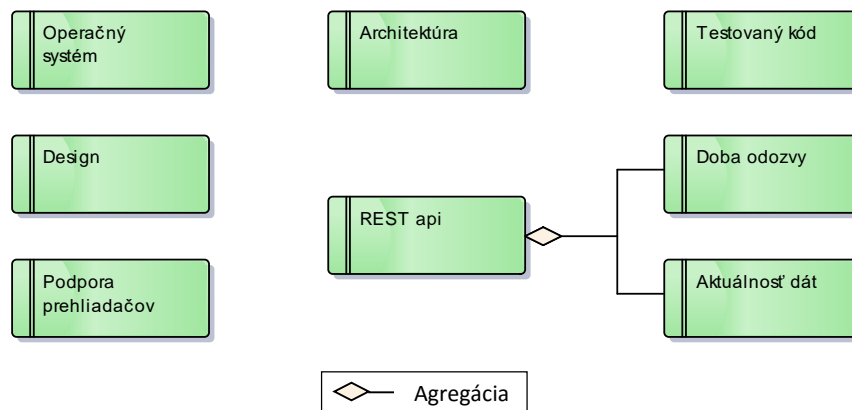 Operačný
systém
Architektúra
Testovaný kód
Design
Doba odozvy
REST api
Podpora
prehliadačov
Aktuálnosť dát
Agregácia